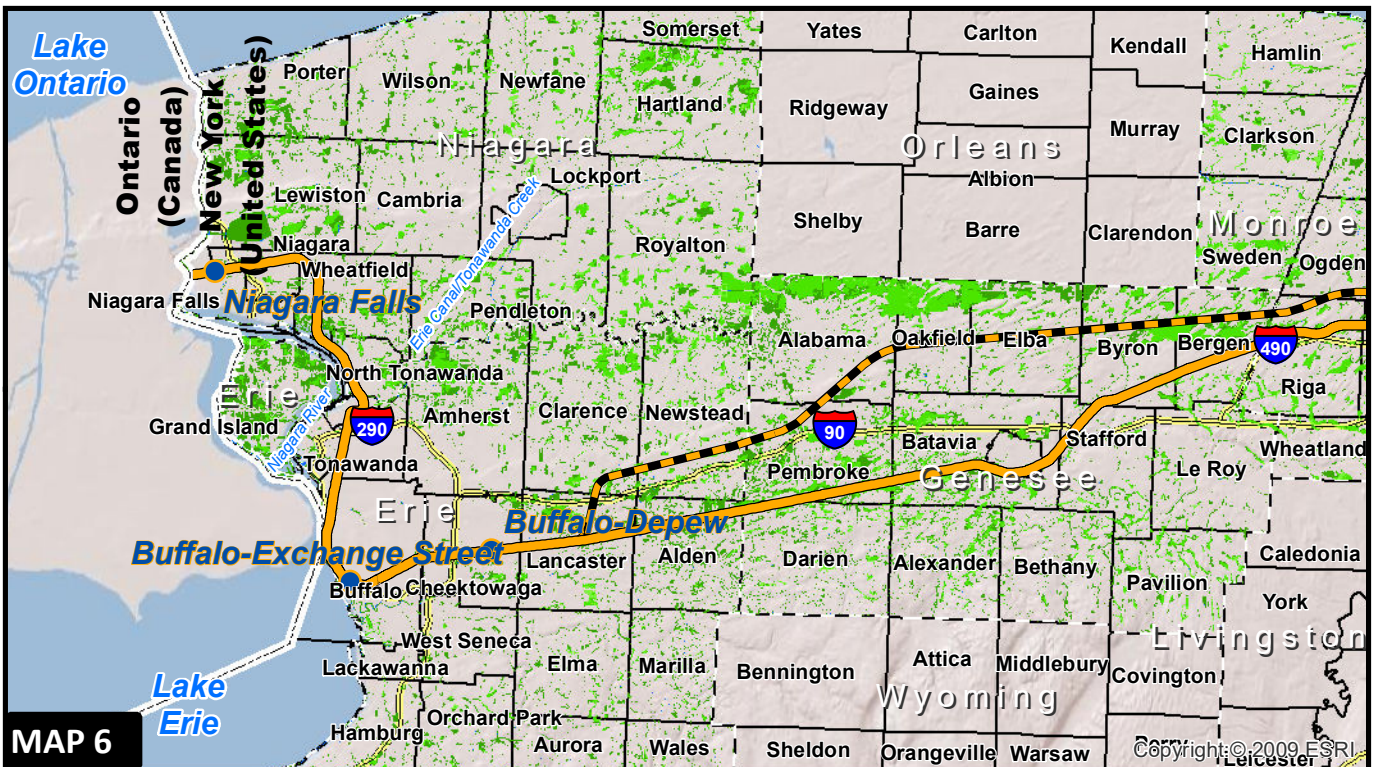 Lake
Ontario
Ontario
(Canada)
New York
(United States)
Porter
Wilson
Newfane
Somerset
Hartland
Yates
Carlton
Kendall
Hamlin
Ridgeway
Gaines
Murray
Clarkson
Niagara
Orleans
Lockport
Albion
Lewiston
Cambria
Royalton
Shelby
Barre
Clarendon
Monroe
Sweden
Ogden
Niagara
Wheatfield
Erie Canal/Tonawanda Creek
Niagara Falls
Niagara Falls
Pendleton
Alabama
Oakfield
Elba
Byron
Bergen
490
Riga
North Tonawanda
Erie
Niagara River
Grand Island
290
Amherst
Clarence
Newstead
90
Batavia
Stafford
Wheatland
Tonawanda
Pembroke
Genesee
Le Roy
Erie
Buffalo-Depew
Buffalo-Exchange Street
Lancaster
Alden
Darien
Alexander
Bethany
Pavilion
Caledonia
Buffalo
Cheektowaga
York
Livingston
West Seneca
Lackawanna
Elma
Marilla
Bennington
Attica
Middlebury
Covington
Wyoming
Lake
Erie
Orchard Park
Hamburg
Aurora
Wales
Sheldon
Orangeville
Warsaw
Perry
Leicester
Copyright:© 2009 ESRI
MAP 6